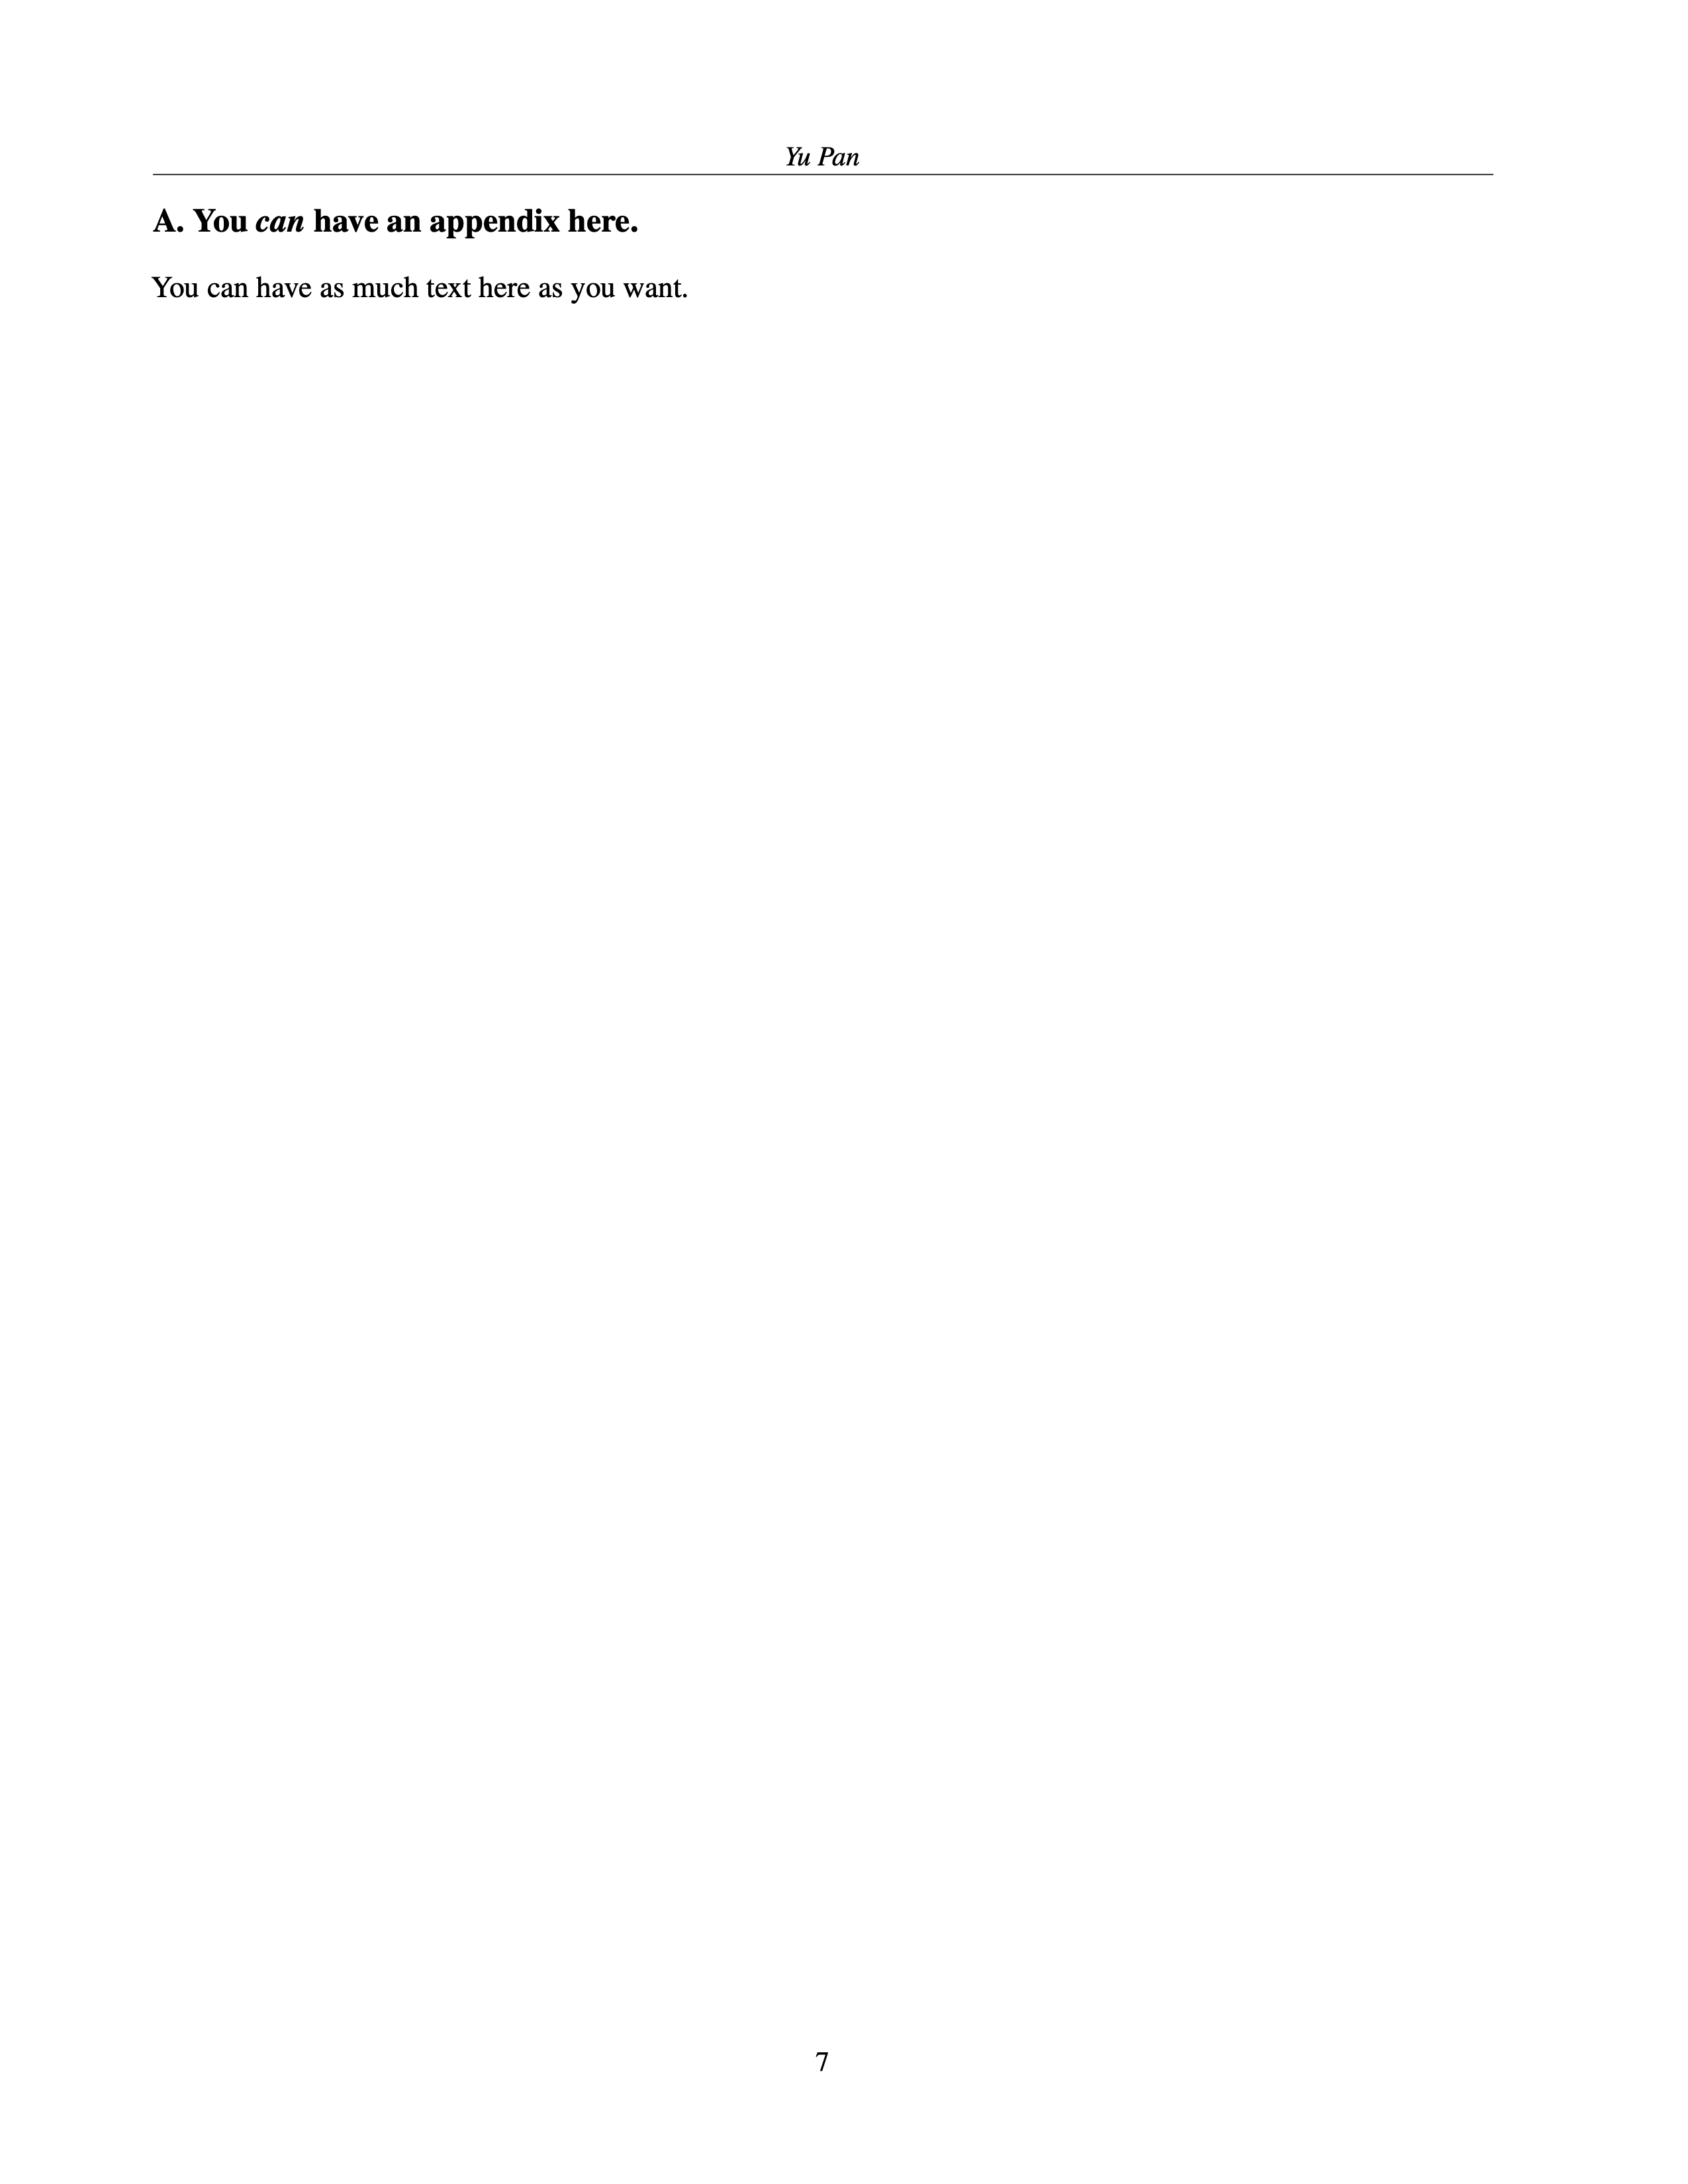 Yu Pan
A. You can have an appendix here.
You can have as much text here as you want.
7